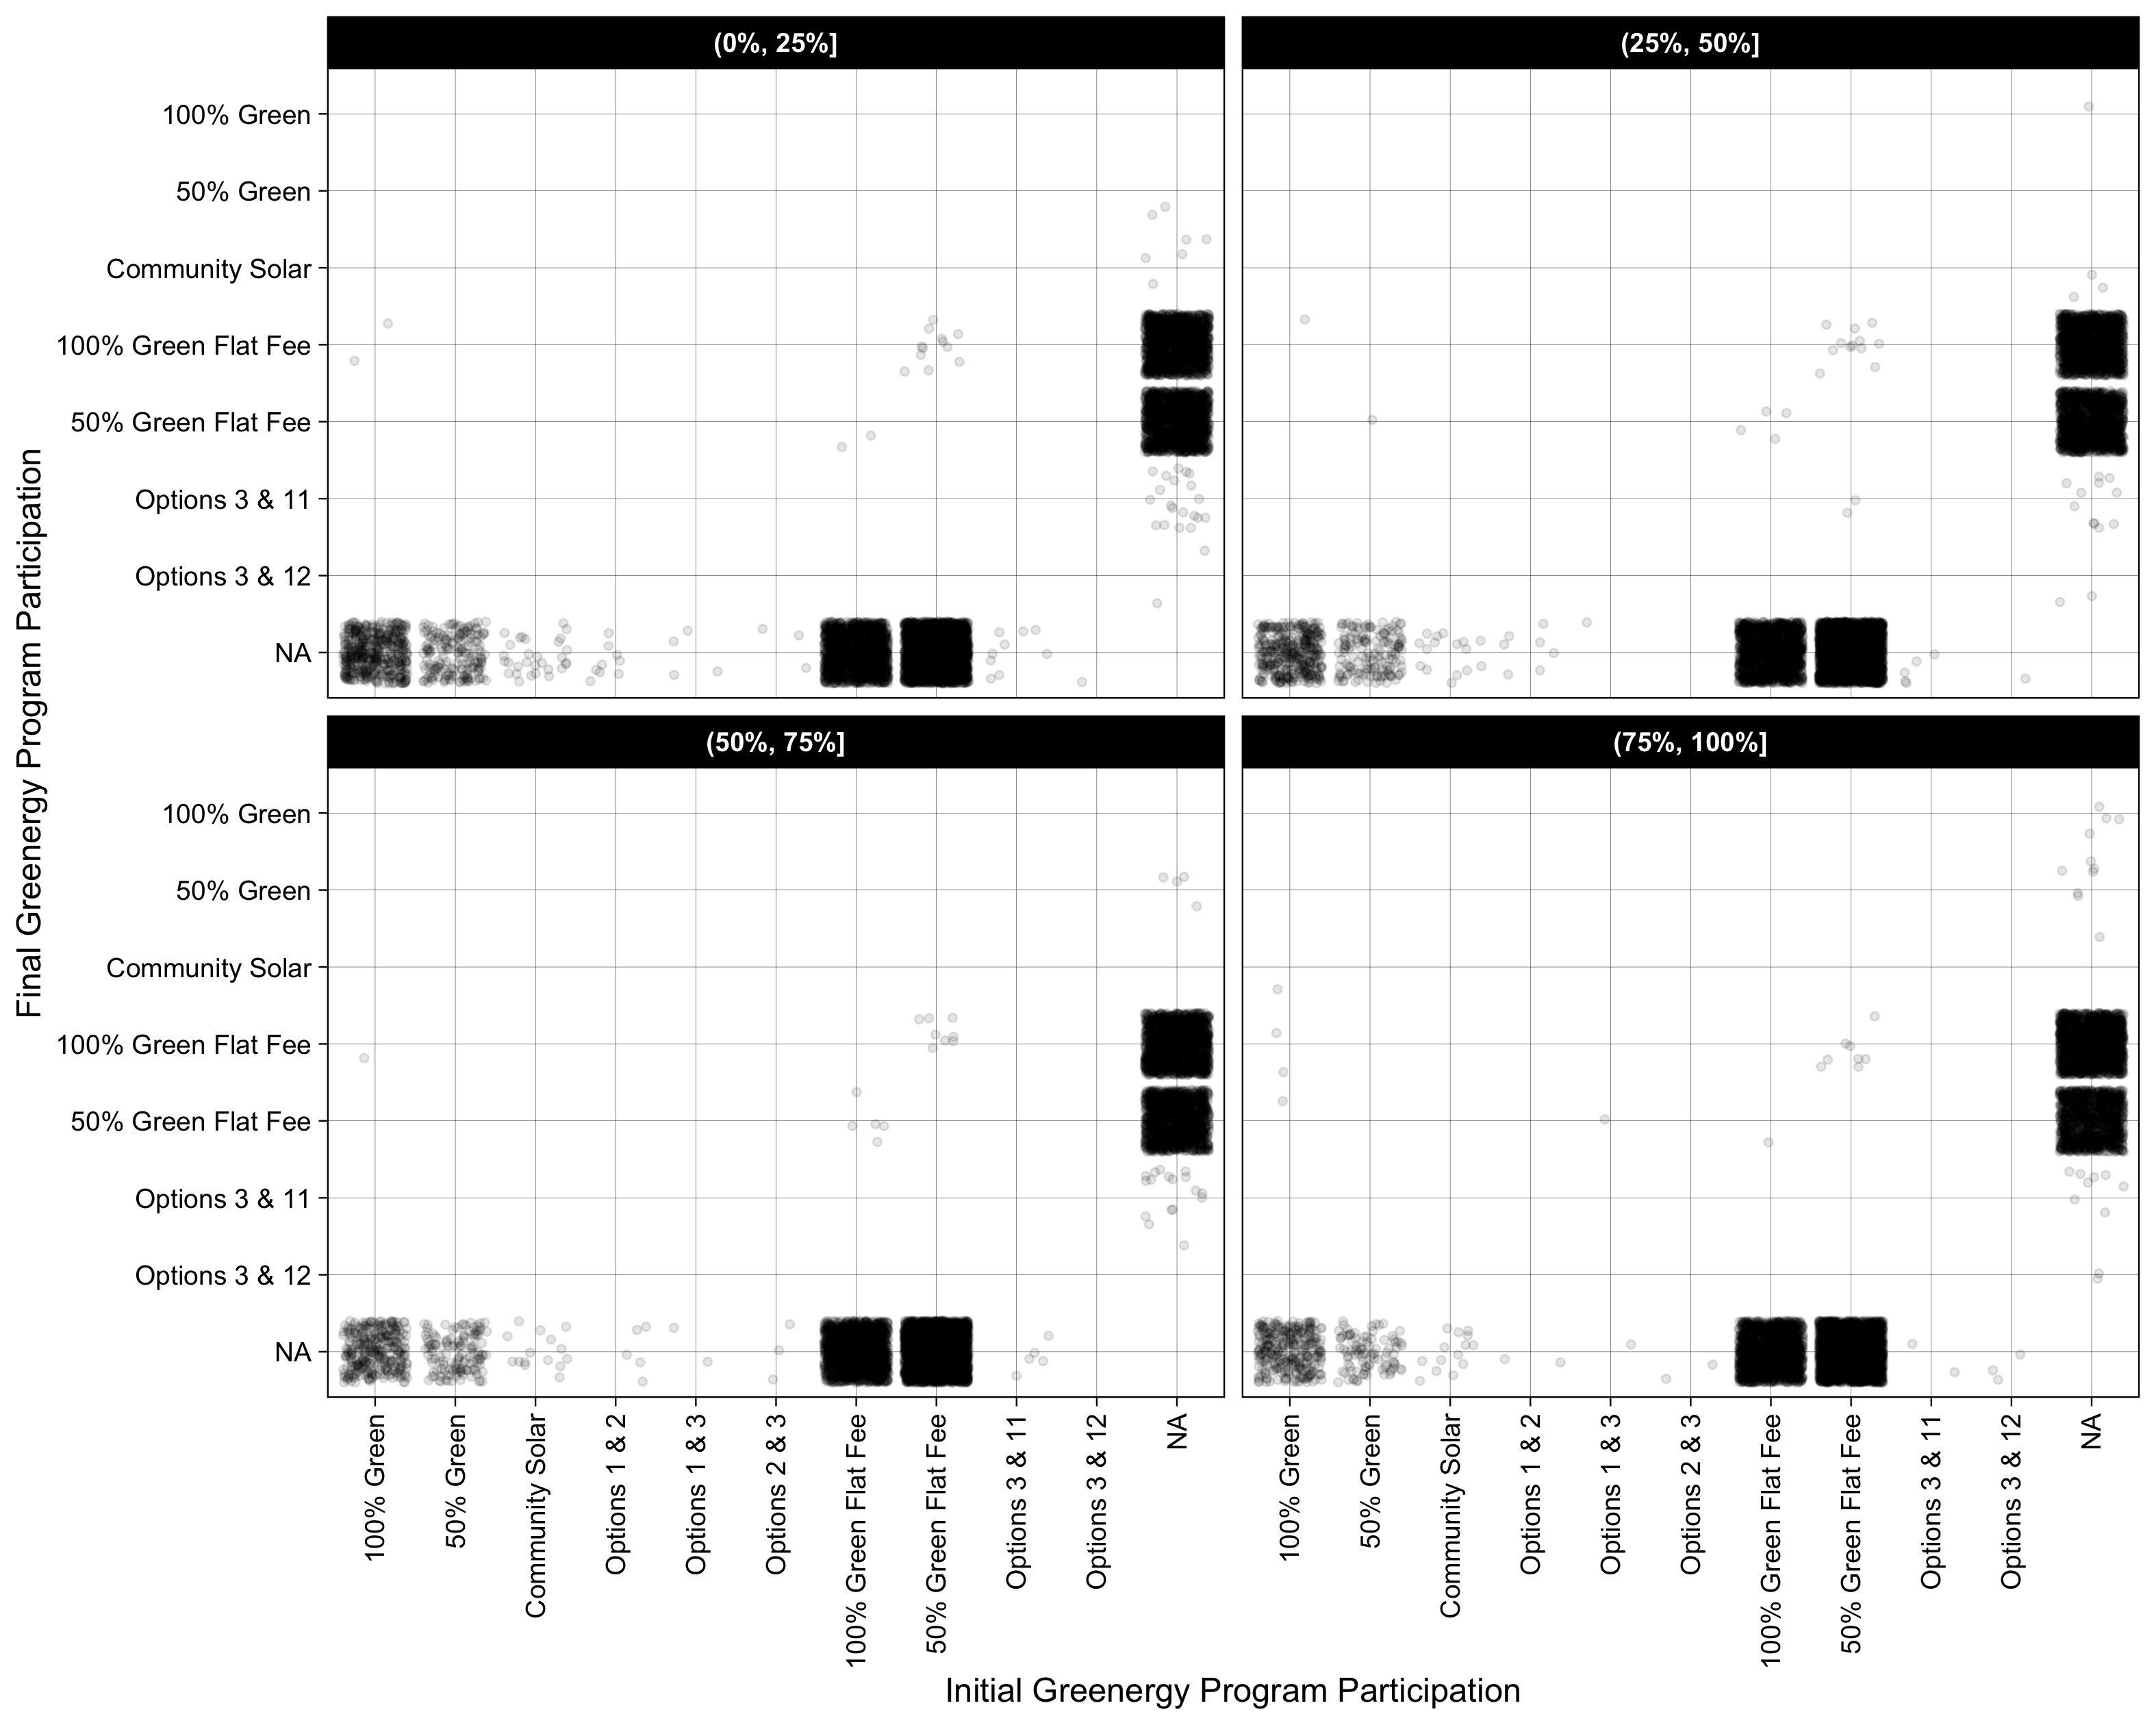 (0%, 25%]
(25%, 50%]
100% Green
50% Green
Community Solar
100% Green Flat Fee
50% Green Flat Fee
Options 3 & 11
Options 3 & 12
NA
(50%, 75%]
(75%, 100%]
100% Green
50% Green
Community Solar
100% Green Flat Fee
50% Green Flat Fee
Options 3 & 11
Options 3 & 12
NA
Final Greenergy Program Participation
100% Green
50% Green
Community Solar
Options 1 & 2
Options 1 & 3
Options 2 & 3
100% Green Flat Fee
50% Green Flat Fee
Options 3 & 11
Options 3 & 12
NA
100% Green
50% Green
Community Solar
Options 1 & 2
Options 1 & 3
Options 2 & 3
100% Green Flat Fee
50% Green Flat Fee
Options 3 & 11
Options 3 & 12
NA
Initial Greenergy Program Participation